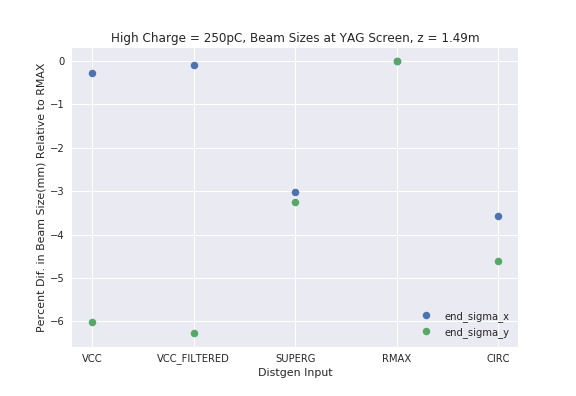 High Charge = 250pC, Beam Sizes at YAG Screen, z = 1.49m
Percent Dif. in Beam Size(mm) Relative to RMAX
0
−1
−2
−3
−4
−5
−6
VCC
VCC_FILTERED
SUPERG
RMAX
CIRC
Distgen Input
end_sigma_x
end_sigma_y